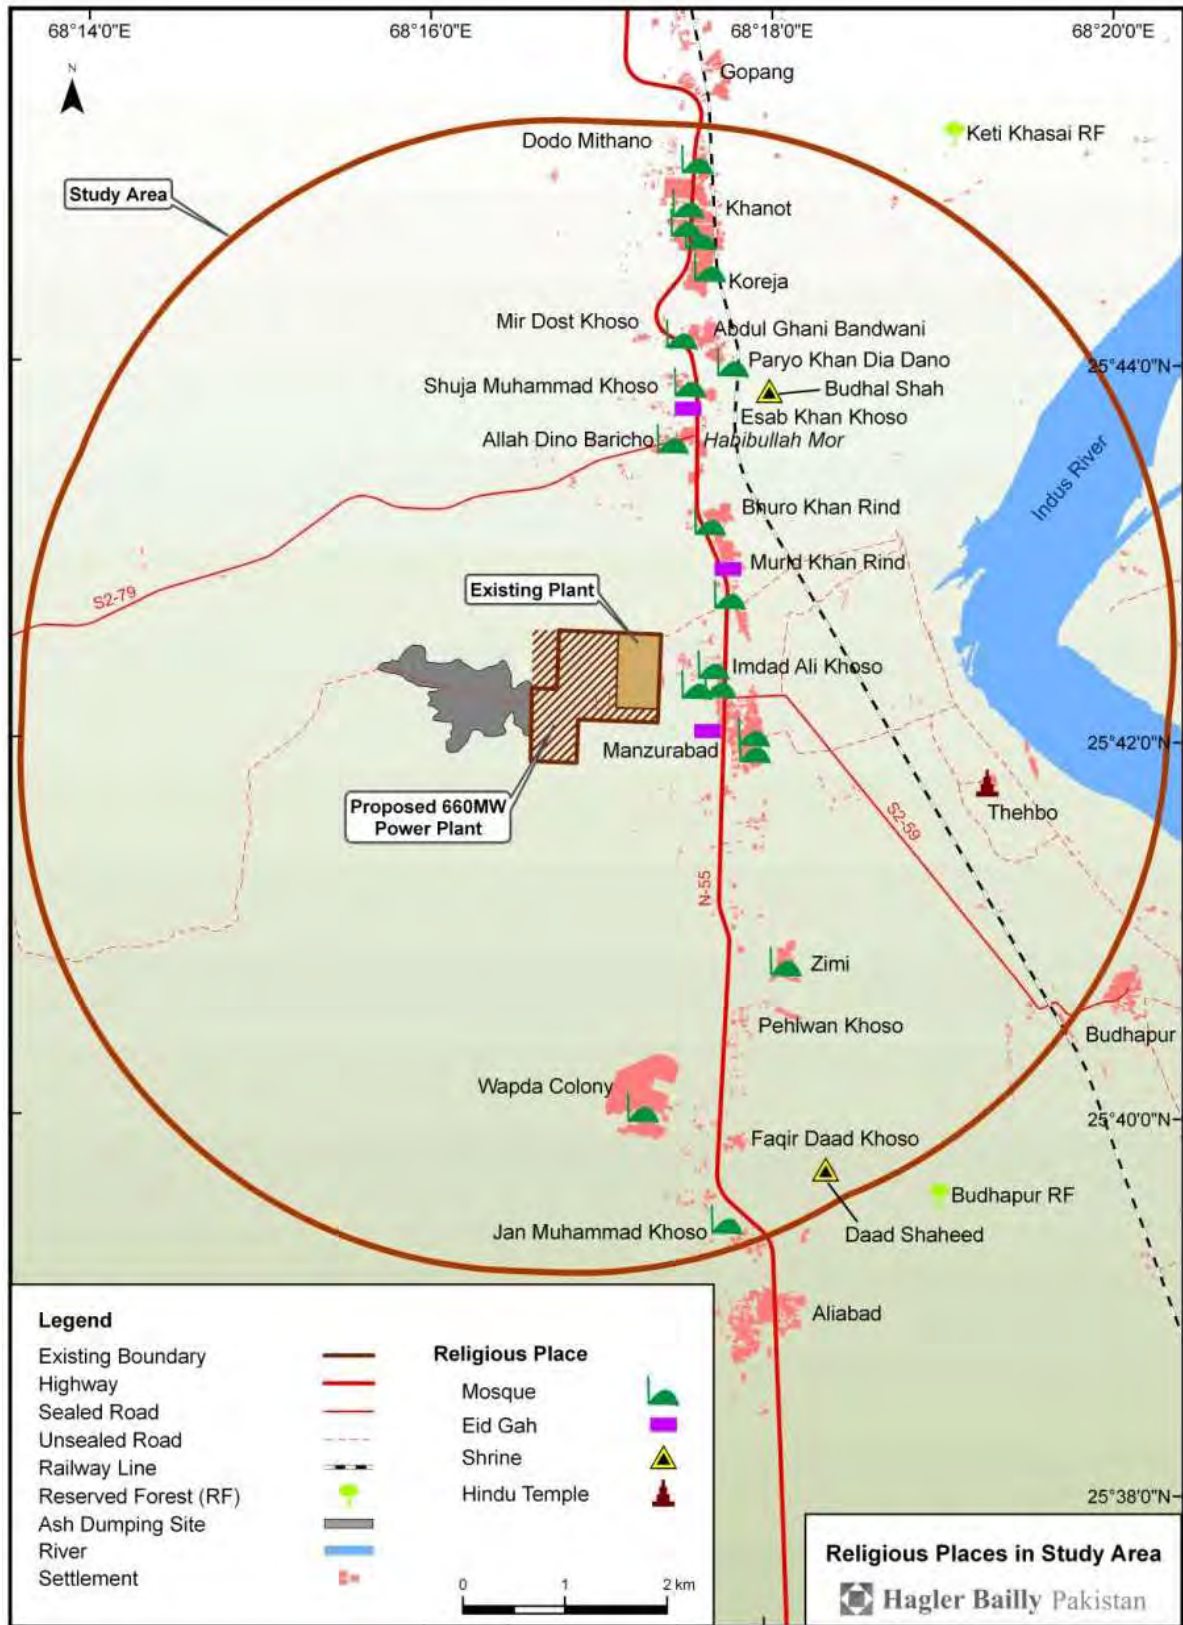 68°14'0"E
68°16'0"E
68°18'0"E
68°20'0"E
N
Gopang
Keti Khasai RF
Dodo Mithano
Study Area
Khanot
Koreja
Mir Dost Khoso
Abdul Ghani Bandwani
Paryo Khan Dia Dano
25°44'0"N
Shuja Muhammad Khoso
Budhal Shah
Esab Khan Khoso
Allah Dino Baricho
Habibullah Mor
Indus River
Bhuro Khan Rind
Murid Khan Rind
Existing Plant
S2-79
Imdad Ali Khoso
Manzurabad
25°42'0"N
Proposed 660MW
Power Plant
Thehbo
S2-59
N-55
Zimi
Pehlwan Khoso
Budhapur
Wapda Colony
25°40'0"N
Faqir Daad Khoso
Budhapur RF
Jan Muhammad Khoso
Daad Shaheed
Aliabad
Legend
Existing Boundary
Highway
Sealed Road
Unsealed Road
Railway Line
Reserved Forest (RF)
Ash Dumping Site
River
Settlement
Religious Place
Mosque
Eid Gah
Shrine
Hindu Temple
0 1 2 km
25°38'0"N
Religious Places in Study Area
Hagler Bailly Pakistan